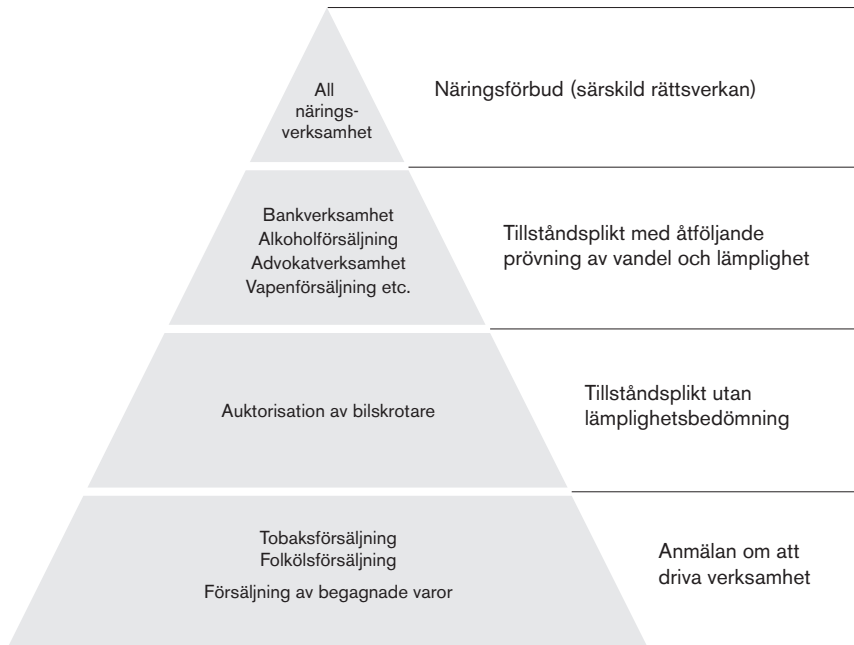 All
närings-
verksamhet
Näringsförbud (särskild rättsverkan)
Bankverksamhet
Alkoholförsäljning
Advokatverksamhet
Vapenförsäljning etc.
Tillståndsplikt med åtföljande
prövning av vandel och lämplighet
Auktorisation av bilskrotare
Tillståndsplikt utan
lämplighetsbedömning
Tobaksförsäljning
Folkölsförsäljning
Försäljning av begagnade varor
Anmälan om att
driva verksamhet